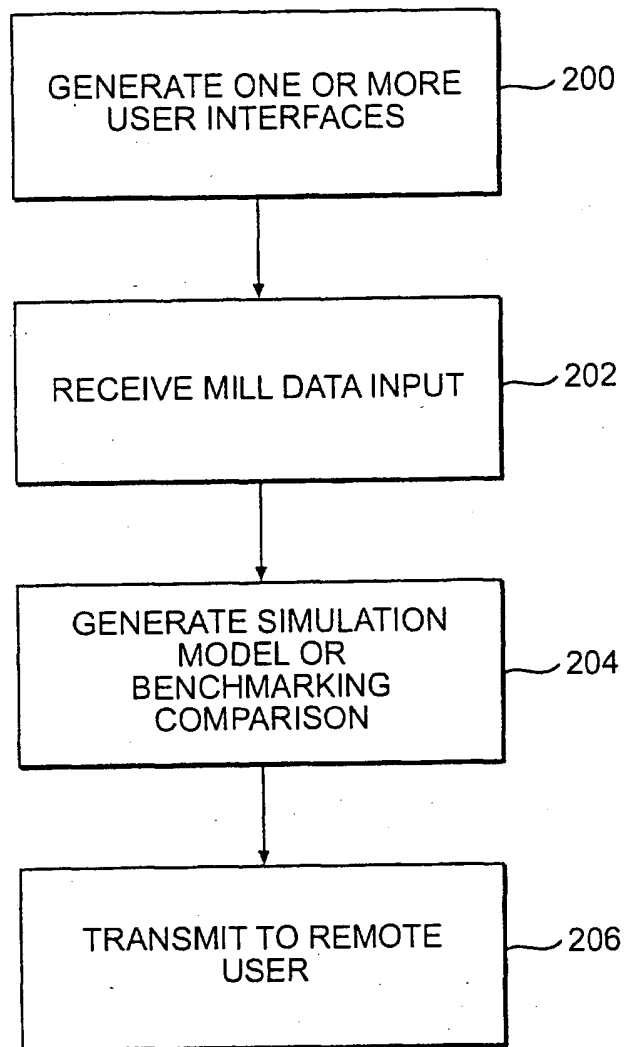 GENERATE ONE OR MORE
USER INTERFACES
200
RECEIVE MILL DATA INPUT
202
GENERATE SIMULATION
MODEL OR
BENCHMARKING
COMPARISON
204
TRANSMIT TO REMOTE
USER
206